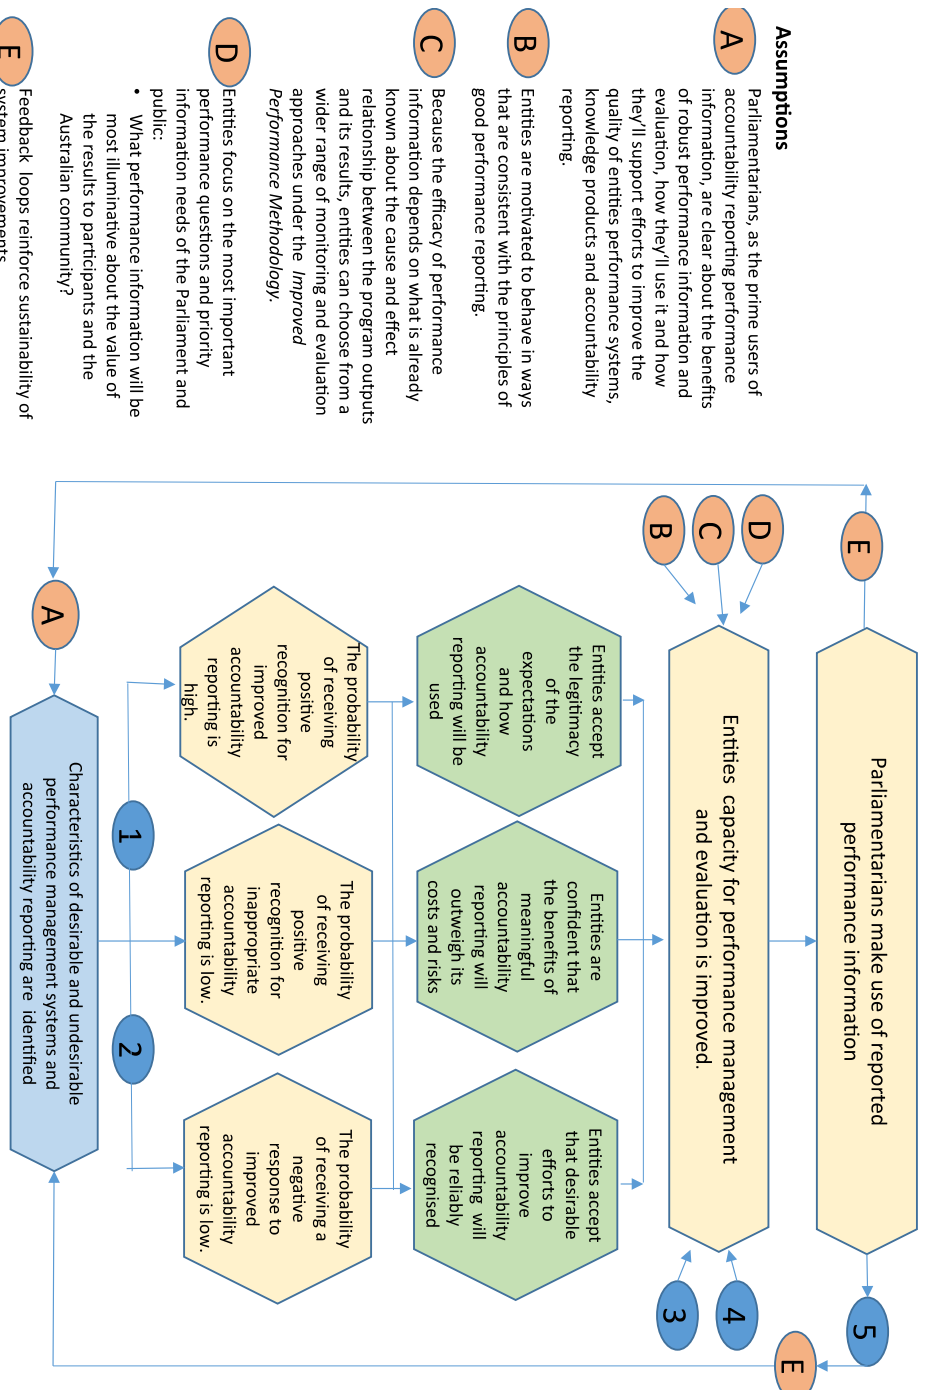 Assumptions
A
Parliamentarians, as the prime users of
accountability reporting performance
information, are clear about the benefits
of robust performance information and
evaluation, how they’ll use it and how
they’ll support efforts to improve the
quality of entities performance systems,
knowledge products and accountability
reporting.
B
Entities are motivated to behave in ways
that are consistent with the principles of
good performance reporting.
C
Because the efficacy of performance
information depends on what is already
known about the cause and effect
relationship between the program outputs
and its results, entities can choose from a
wider range of monitoring and evaluation
approaches under the Improved
Performance Methodology.
D
Entities focus on the most important
performance questions and priority
information needs of the Parliament and
public:
• What performance information will be
most illuminative about the value of
the results to participants and the
Australian community?
E
Feedback loops reinforce sustainability of
system improvements
E
Parliamentarians make use of reported
performance information
5
E
D
C
B
Entities capacity for performance management
and evaluation is improved.
4
3
Entities accept
the legitimacy
of the
expectations
and how
accountability
reporting will be
used
Entities are
confident that
the benefits of
meaningful
accountability
reporting will
outweigh its
costs and risks
Entities accept
that desirable
efforts to
improve
accountability
reporting will
be reliably
recognised
The probability
of receiving
positive
recognition for
improved
accountability
reporting is
high.
The probability
of receiving
positive
recognition for
inappropriate
accountability
reporting is low.
The probability
of receiving a
negative
response to
improved
accountability
reporting is low.
1
2
A
Characteristics of desirable and undesirable
performance management systems and
accountability reporting are identified